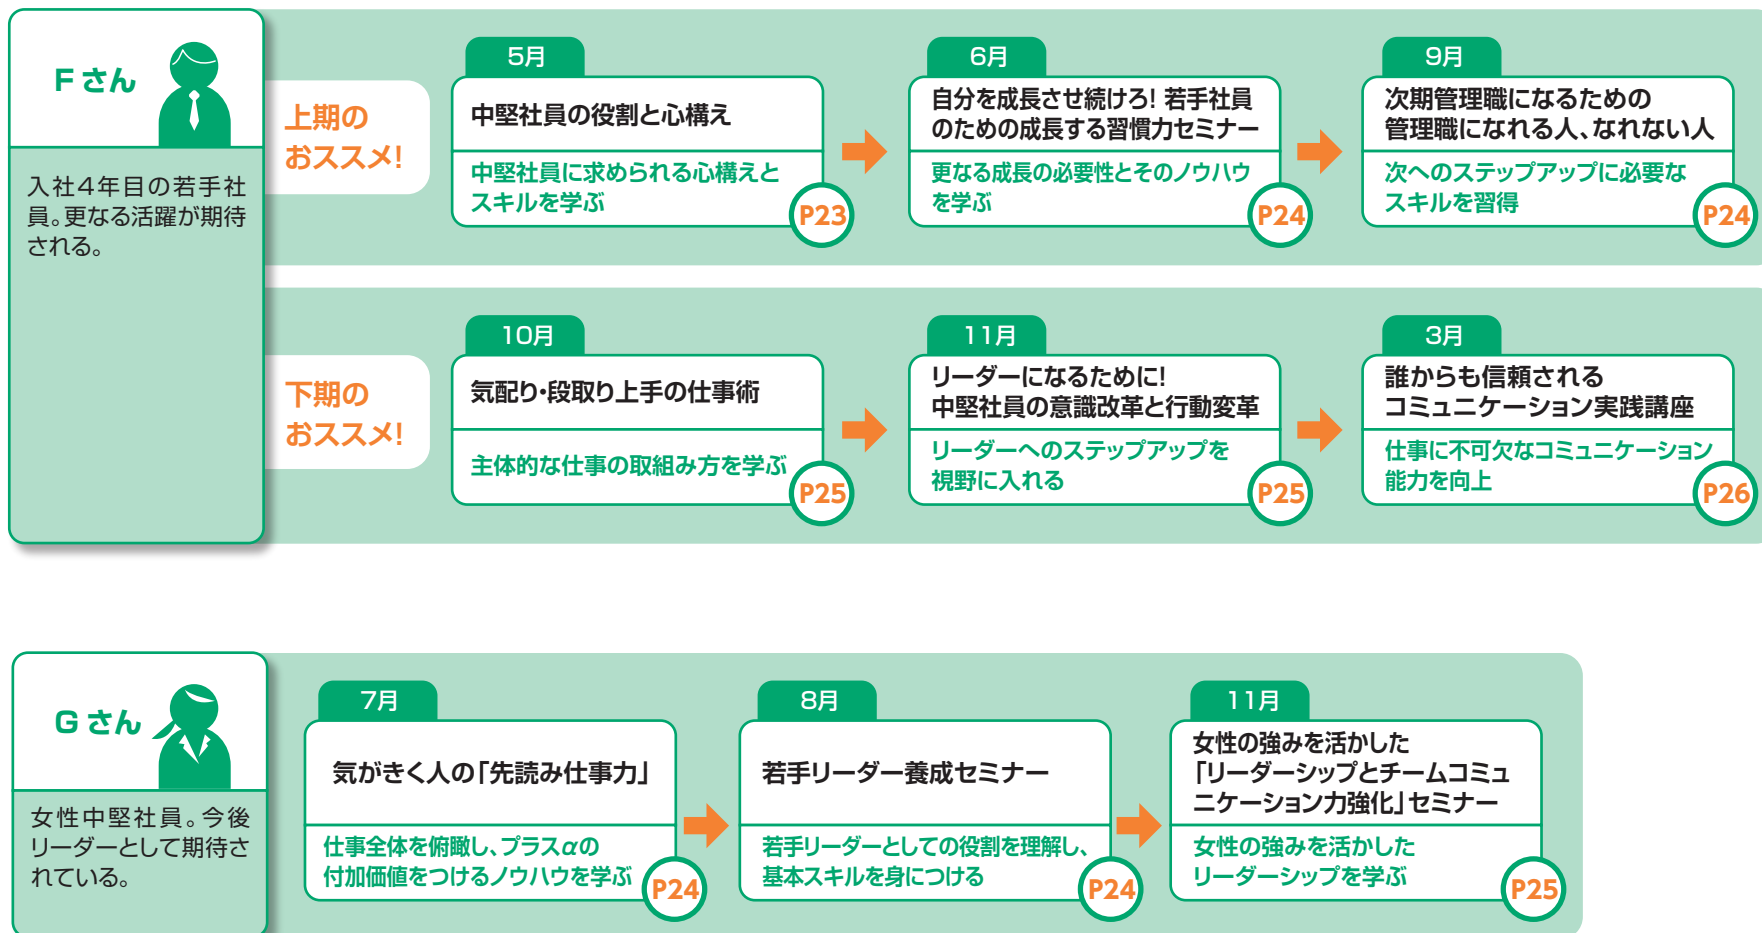 Fさん
入社4年目の若手社
員。更なる活躍が期待
される。
上期の
おススメ!
5月
中堅社員の役割と心構え
中堅社員に求められる心構えと
スキルを学ぶ
P23
6月
自分を成長させ続けろ! 若手社員
のための成長する習慣力セミナー
更なる成長の必要性とそのノウハウ
を学ぶ
P24
9月
次期管理職になるための
管理職になれる人、なれない人
次へのステップアップに必要な
スキルを習得
P24
下期の
おススメ!
10月
気配り・段取り上手の仕事術
主体的な仕事の取組み方を学ぶ
P25
11月
リーダーになるために!
中堅社員の意識改革と行動変革
リーダーへのステップアップを
視野に入れる
P25
3月
誰からも信頼される
コミュニケーション実践講座
仕事に不可欠なコミュニケーション
能力を向上
P26
Gさん
女性中堅社員。今後
リーダーとして期待さ
れている。
7月
気がきく人の「先読み仕事力」
仕事全体を俯瞰し、プラスαの
付加価値をつけるノウハウを学ぶ
P24
8月
若手リーダー養成セミナー
若手リーダーとしての役割を理解し、
基本スキルを身につける
P24
11月
女性の強みを活かした
「リーダーシップとチームコミュ
ニケーション力強化」セミナー
女性の強みを活かした
リーダーシップを学ぶ
P25